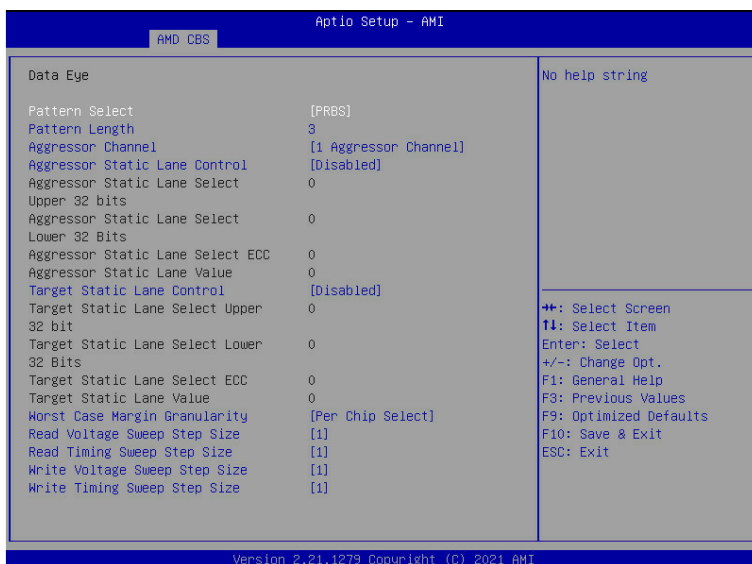 Aptio Setup – AMI
AMD CBS
Data Eye
Pattern Select [PRBS]
Pattern Length 3
Aggressor Channel [1 Aggressor Channel]
Aggressor Static Lane Control [Disabled]
Aggressor Static Lane Select 0
Upper 32 bits
Aggressor Static Lane Select 0
Lower 32 Bits
Aggressor Static Lane Select ECC 0
Aggressor Static Lane Value 0
Target Static Lane Control [Disabled]
Target Static Lane Select Upper 0
32 bit
Target Static Lane Select Lower 0
32 Bits
Target Static Lane Select ECC 0
Target Static Lane Value 0
Worst Case Margin Granularity [Per Chip Select]
Read Voltage Sweep Step Size [1]
Read Timing Sweep Step Size [1]
Write Voltage Sweep Step Size [1]
Write Timing Sweep Step Size [1]
No help string
→←: Select Screen
↑↓: Select Item
Enter: Select
+/-: Change Opt.
F1: General Help
F3: Previous Values
F9: Optimized Defaults
F10: Save & Exit
ESC: Exit
Version 2.21.1279 Copyright (C) 2021 AMI